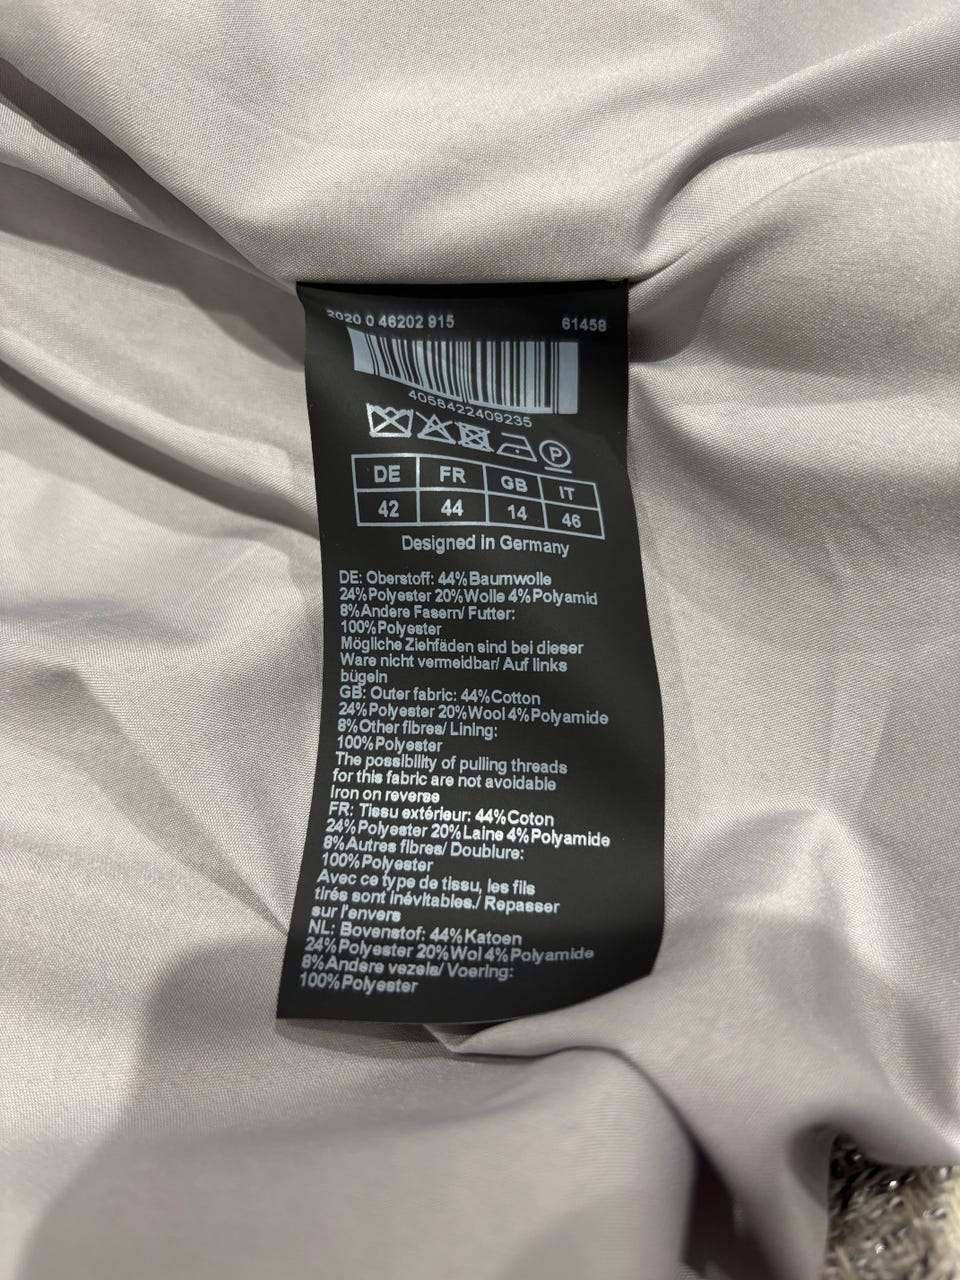 2020 0 46202 915 61458
4058422409235
P
DE FR GB IT
42 44 14 46
Designed In Germany
DE: Oberstoff: 44%Baumwolle
24%Polyester 20%Wolle 4%Polyamid
8%Andere Fasern/ Futter:
100%Polyester
Mögliche Ziehfäden sind bei dieser
Ware nicht vermeidbar/ Auf links
bügeln
GB: Outer fabric: 44%Cotton
24%Polyester 20%Wool 4%Polyamide
8%Other fibres/ Lining:
100%Polyester
The possibility of pulling threads
for this fabric are not avoidable
Iron on reverse
FR: Tissu extérieur: 44%Coton
24%Polyester 20%Laine 4%Polyamide
8%Autres fibres/ Doublure:
100%Polyester
Avec ce type de tissu, les fils
tirés sont inévitables./ Repasser
sur l'envers
NL: Bovenstof: 44%Katoen
24%Polyester 20%Wol 4%Polyamide
8%Andere vezels/ Voering:
100%Polyester